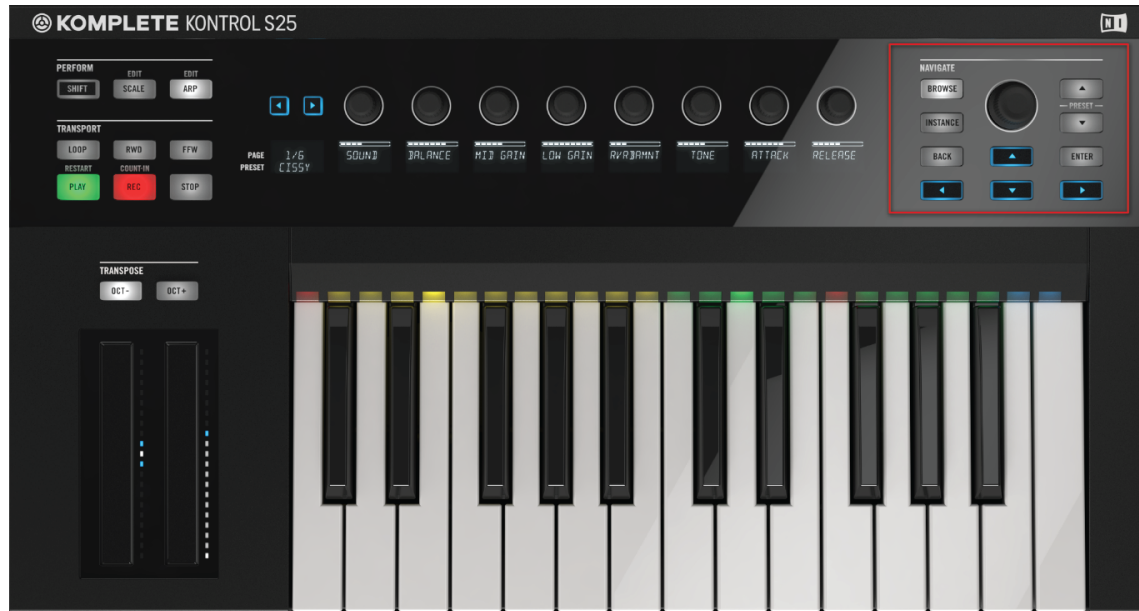 KOMPLETE KONTROL S25
NI
PERFORM
EDIT EDIT
SHIFT SCALE ARP
TRANSPORT
LOOP RWD FFW
RESTART COUNT-IN
PLAY REC STOP
PAGE 1/6
PRESET CISSY
SOUND BALANCE MID GAIN LOW GAIN RVRBAMNT TONE ATTACK RELEASE
NAVIGATE
BROWSE
PRESET
INSTANCE
BACK ENTER
TRANSPOSE
OCT- OCT+